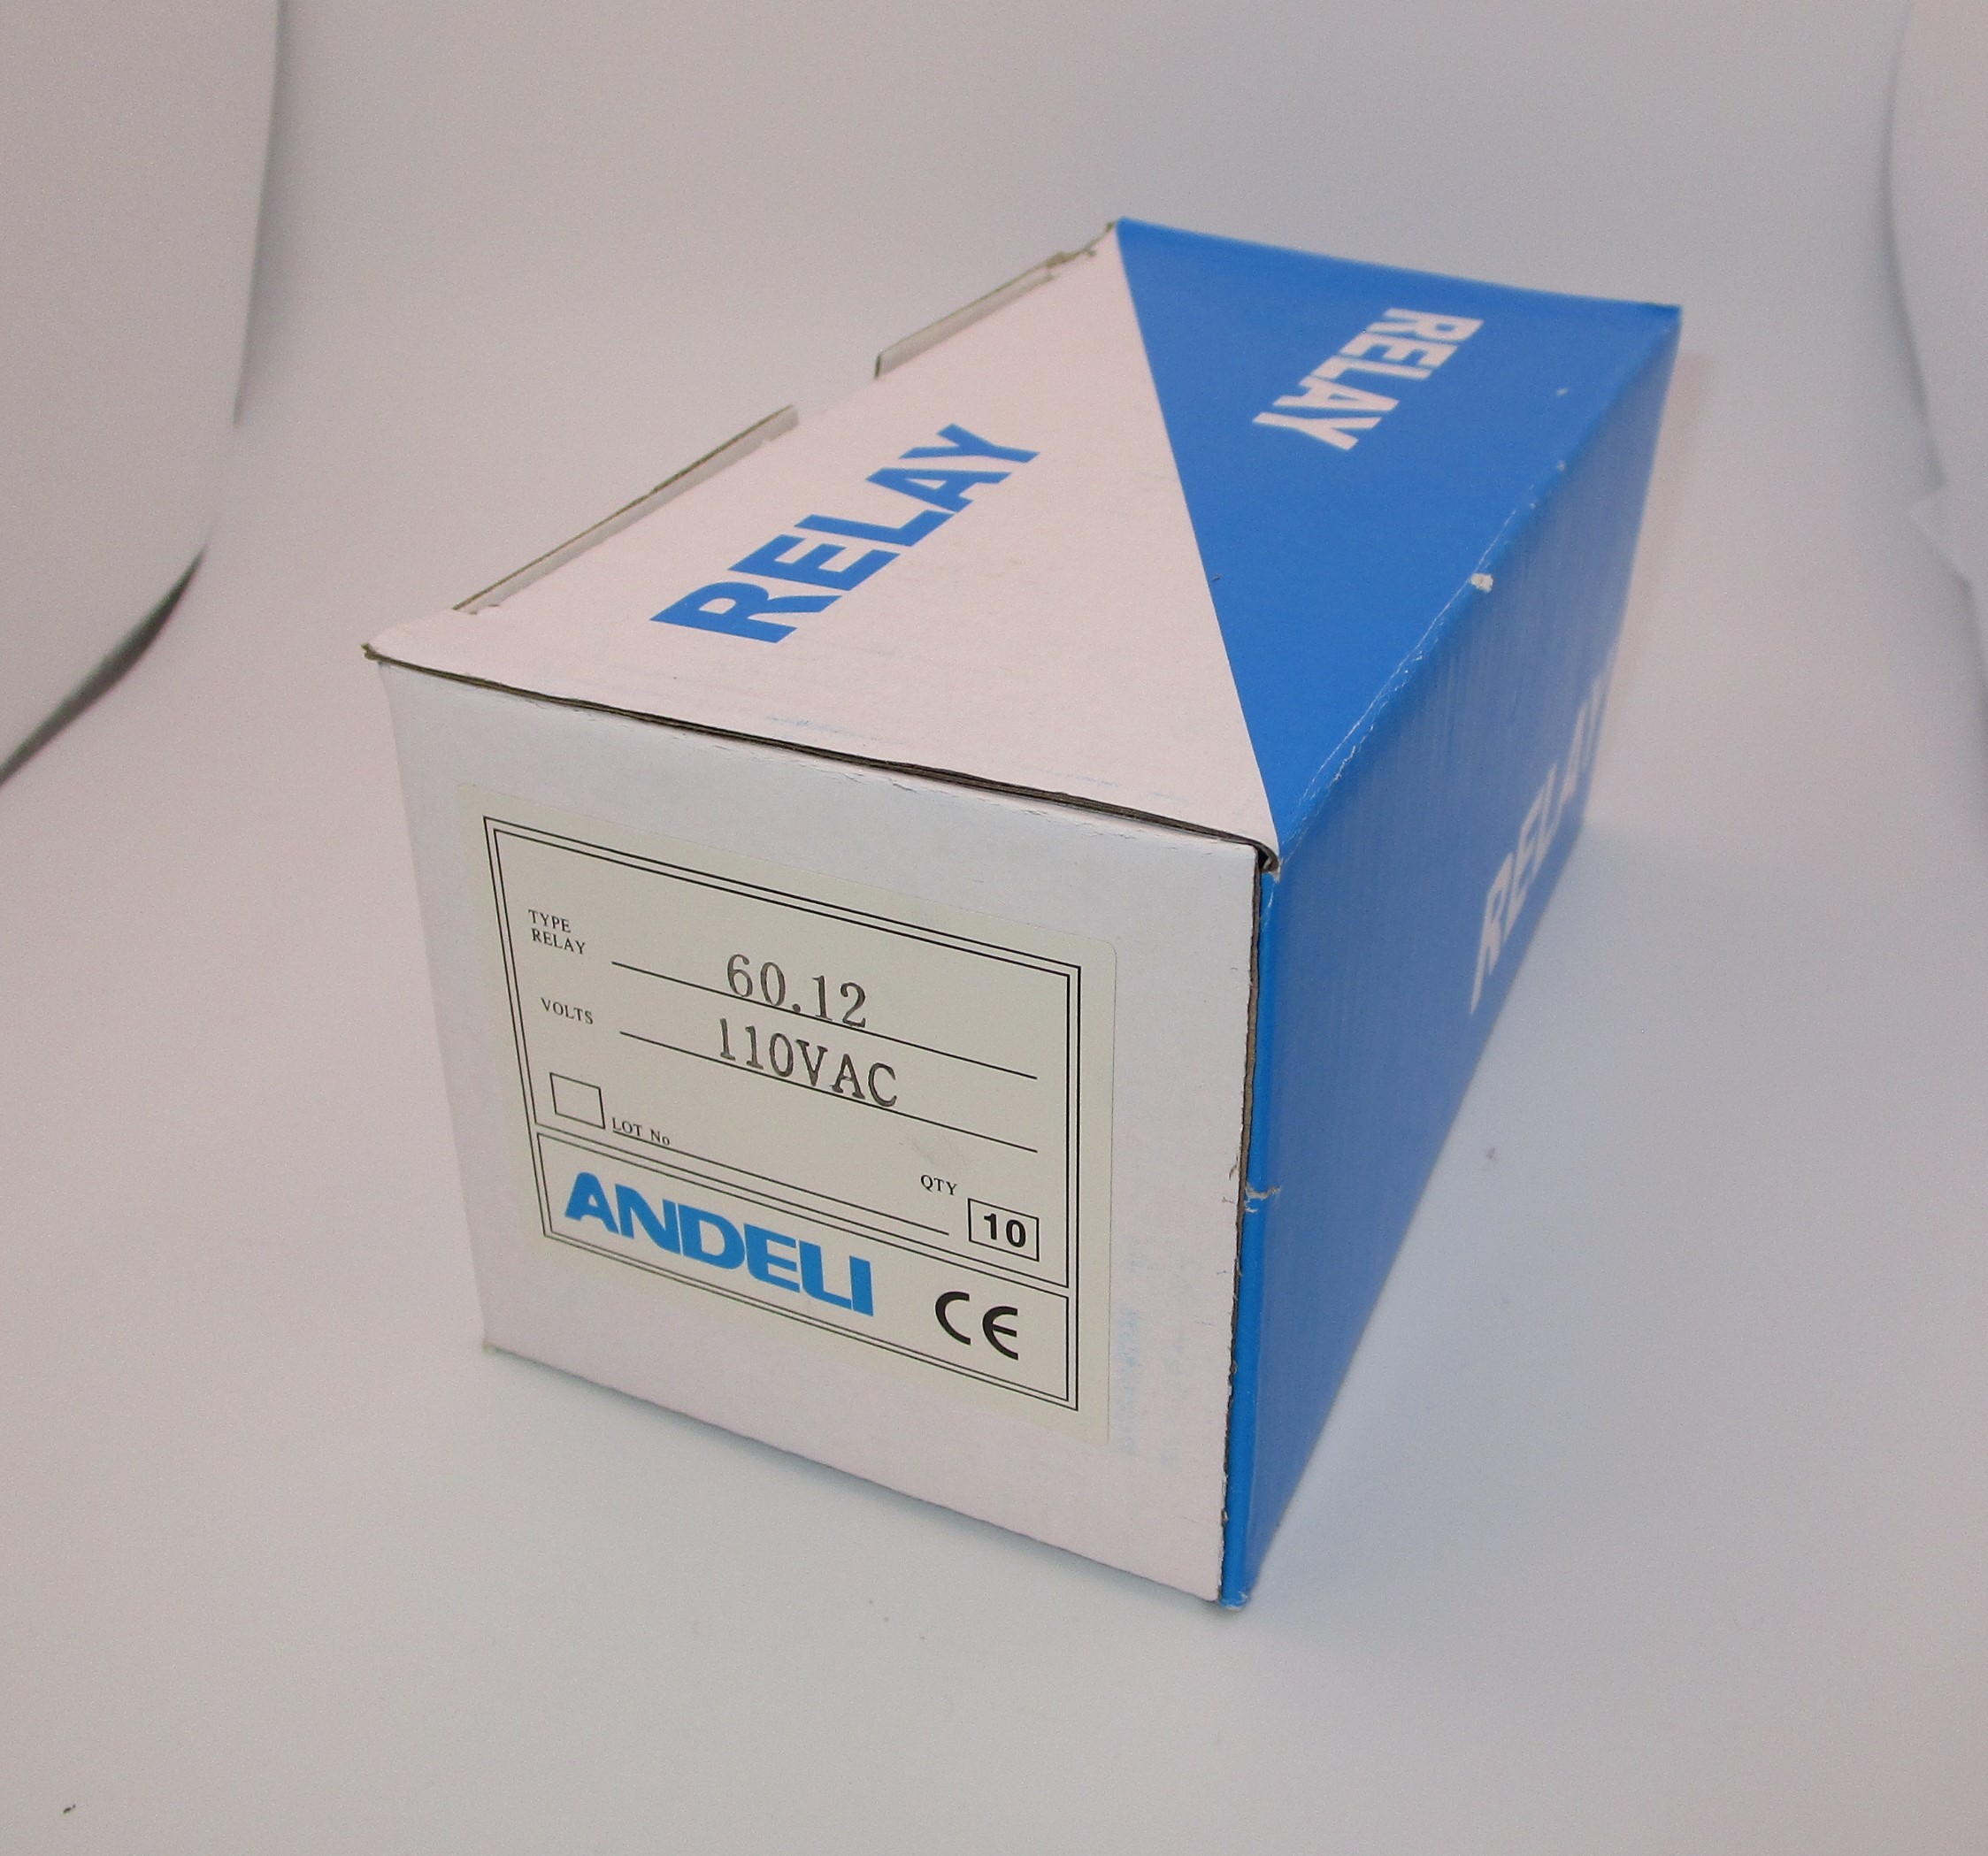 RELAY
RELAY
RELAY
TYPE
RELAY
60.12
VOLTS
110VAC
LOT No
QTY
10
ANDELI
CE